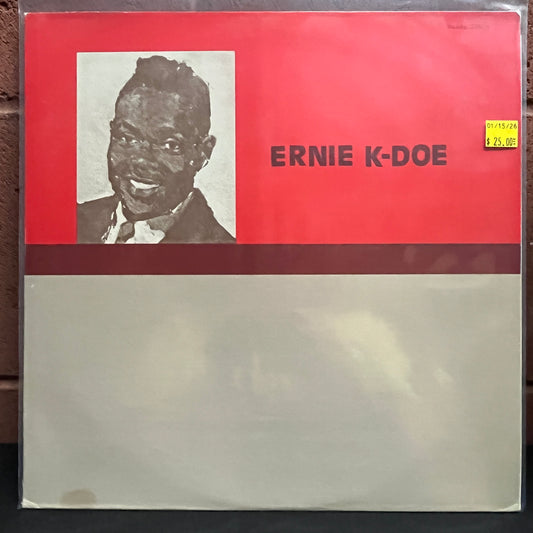 ERNIE K-DOE
01/15/26
$ 25.00